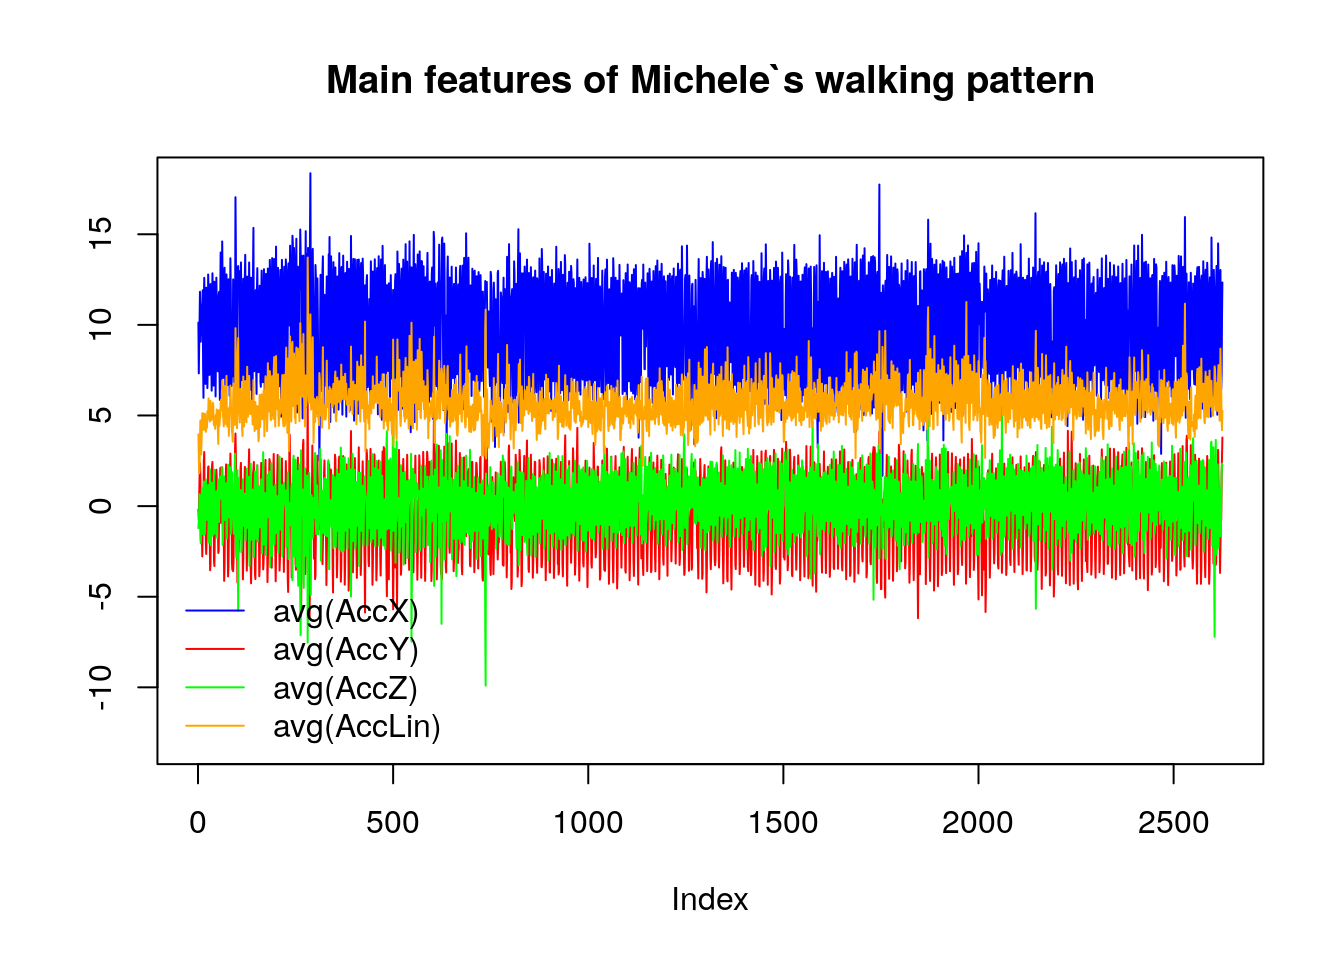 Main features of Michele`s walking pattern
15
10
5
0
-5
-10
avg(AccX)
avg(AccY)
avg(AccZ)
avg(AccLin)
0 500 1000 1500 2000 2500
Index